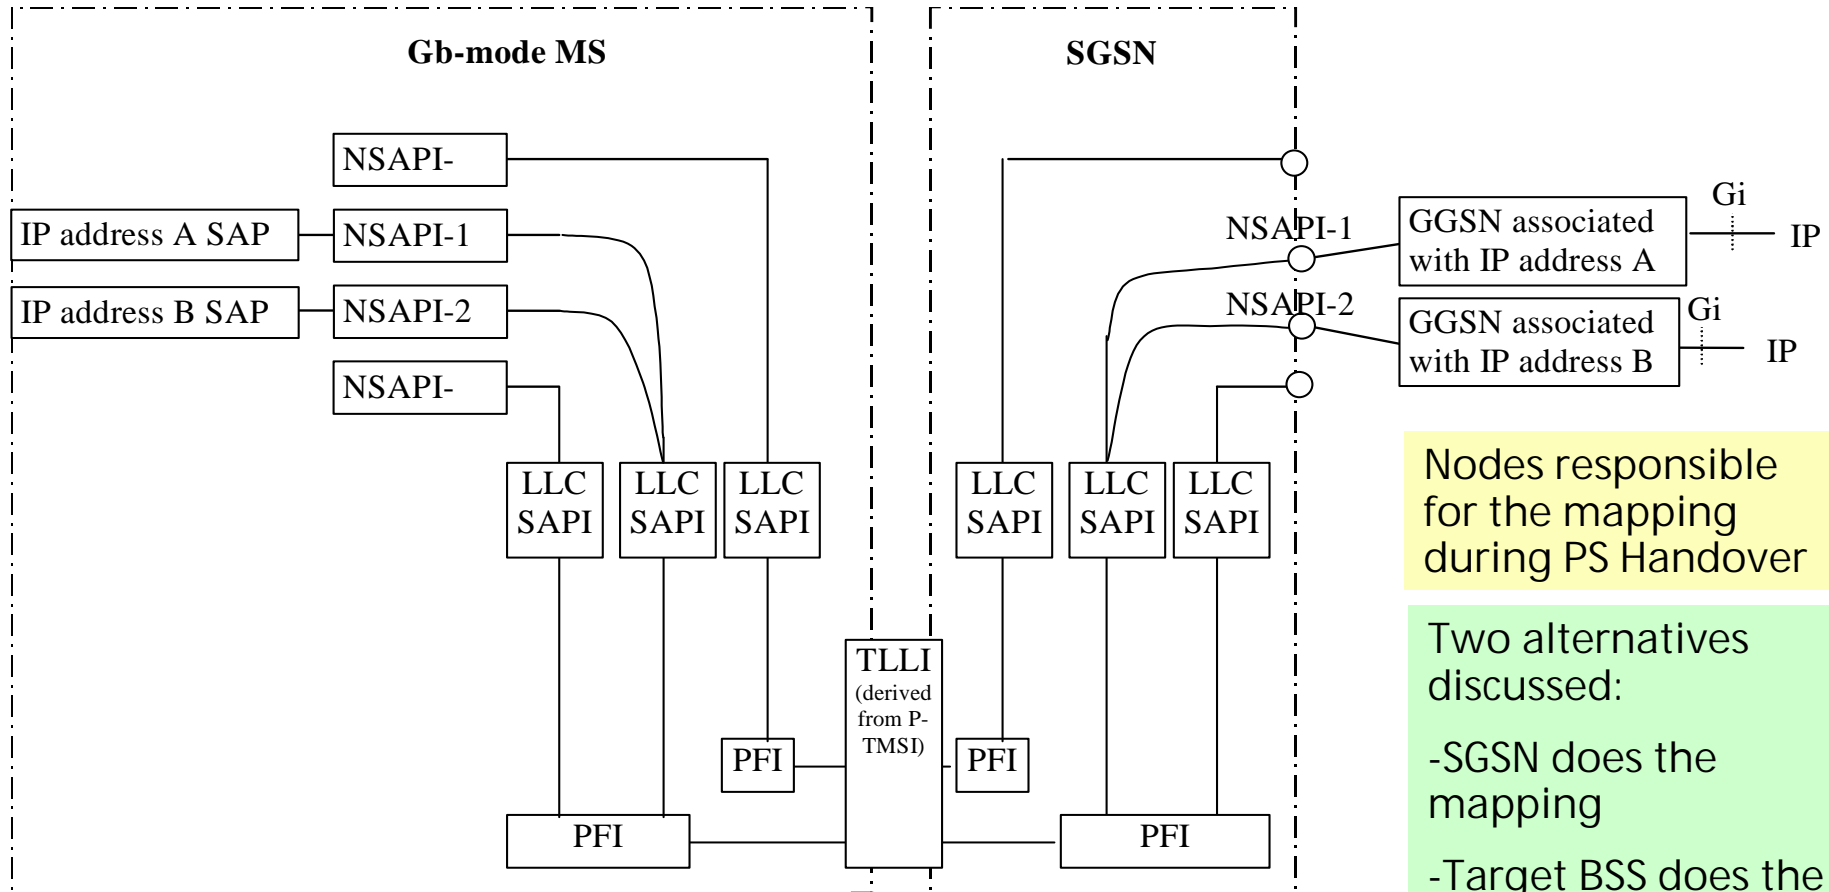 Gb-mode MS
SGSN
NSAPI-
IP address A SAP
NSAPI-1
IP address B SAP
NSAPI-2
NSAPI-
LLC
SAPI
LLC
SAPI
LLC
SAPI
PFI
PFI
TLLI
(derived
from P-
TMSI)
LLC
SAPI
LLC
SAPI
LLC
SAPI
PFI
PFI
NSAPI-1
NSAPI-2
GGSN associated
with IP address A
Gi
IP
GGSN associated
with IP address B
Gi
IP
Nodes responsible
for the mapping
during PS Handover
Two alternatives
discussed:
-SGSN does the
mapping
-Target BSS does the